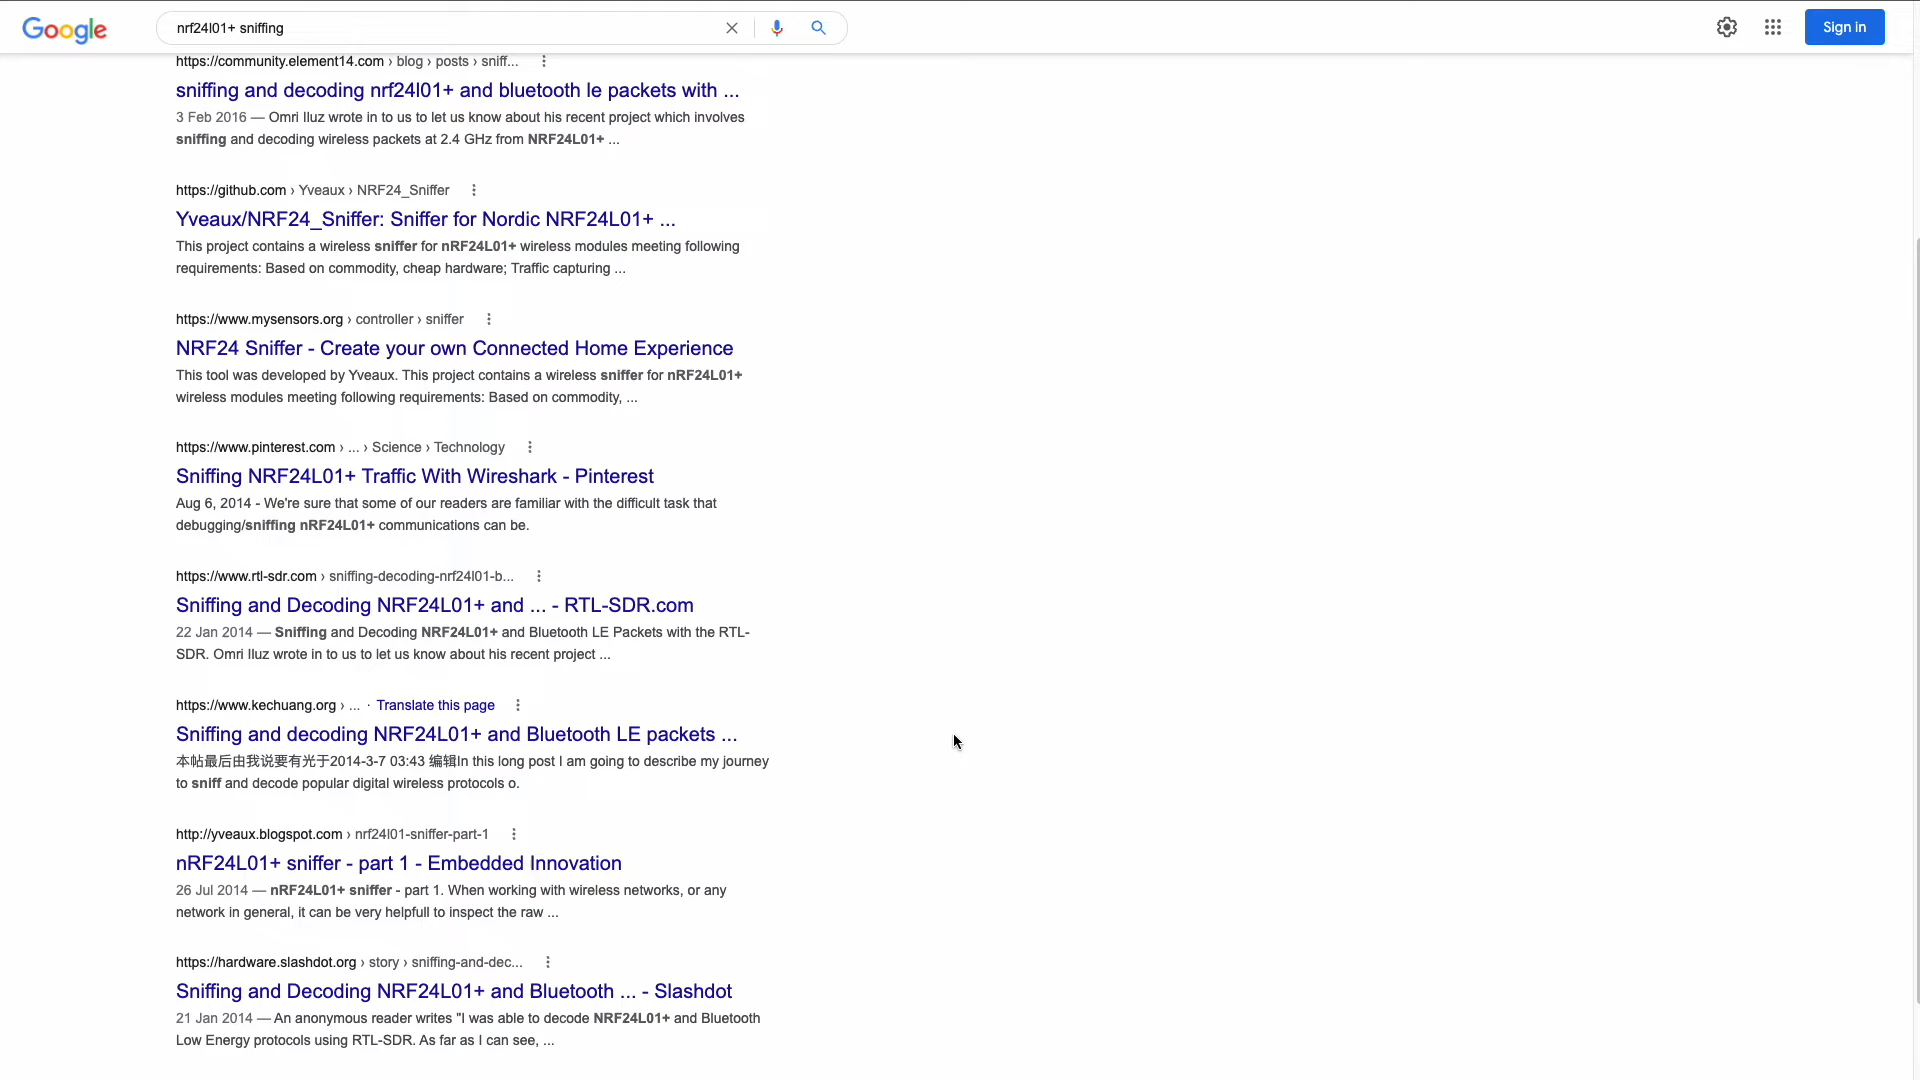 Google
nrf24l01+ sniffing
Sign in
https://community.element14.com › blog › posts › sniff...
sniffing and decoding nrf24l01+ and bluetooth le packets with ...
3 Feb 2016 — Omri Iluz wrote in to us to let us know about his recent project which involves
sniffing and decoding wireless packets at 2.4 GHz from NRF24L01+ ...
https://github.com › Yveaux › NRF24_Sniffer
Yveaux/NRF24_Sniffer: Sniffer for Nordic NRF24L01+ ...
This project contains a wireless sniffer for nRF24L01+ wireless modules meeting following
requirements: Based on commodity, cheap hardware; Traffic capturing ...
https://www.mysensors.org › controller › sniffer
NRF24 Sniffer - Create your own Connected Home Experience
This tool was developed by Yveaux. This project contains a wireless sniffer for nRF24L01+
wireless modules meeting following requirements: Based on commodity, ...
https://www.pinterest.com › ... › Science › Technology
Sniffing NRF24L01+ Traffic With Wireshark - Pinterest
Aug 6, 2014 - We're sure that some of our readers are familiar with the difficult task that
debugging/sniffing nRF24L01+ communications can be.
https://www.rtl-sdr.com › sniffing-decoding-nrf24l01-b...
Sniffing and Decoding NRF24L01+ and ... - RTL-SDR.com
22 Jan 2014 — Sniffing and Decoding NRF24L01+ and Bluetooth LE Packets with the RTL-
SDR. Omri Iluz wrote in to us to let us know about his recent project ...
https://www.kechuang.org › ... · Translate this page
Sniffing and decoding NRF24L01+ and Bluetooth LE packets ...
本帖最后由我说要有光于2014-3-7 03:43 编辑In this long post I am going to describe my journey
to sniff and decode popular digital wireless protocols o.
http://yveaux.blogspot.com › nrf24l01-sniffer-part-1
nRF24L01+ sniffer - part 1 - Embedded Innovation
26 Jul 2014 — nRF24L01+ sniffer - part 1. When working with wireless networks, or any
network in general, it can be very helpfull to inspect the raw ...
https://hardware.slashdot.org › story › sniffing-and-dec...
Sniffing and Decoding NRF24L01+ and Bluetooth ... - Slashdot
21 Jan 2014 — An anonymous reader writes "I was able to decode NRF24L01+ and Bluetooth
Low Energy protocols using RTL-SDR. As far as I can see, ...